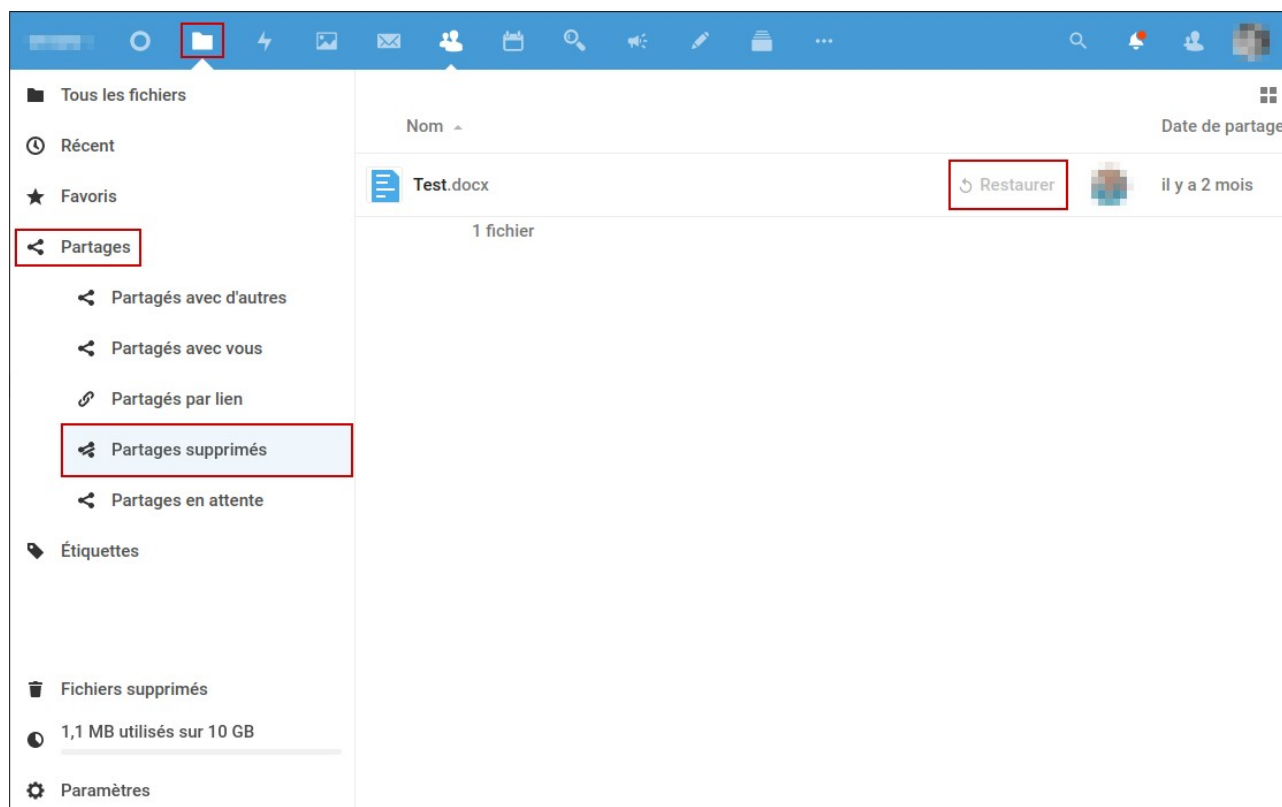 Tous les fichiers
Récent
Favoris
Partages
Partagés avec d'autres
Partagés avec vous
Partagés par lien
Partages supprimés
Partages en attente
Étiquettes
Fichiers supprimés
1,1 MB utilisés sur 10 GB
Paramètres
Nom
Date de partage
Test.docx
Restaurer
il y a 2 mois
1 fichier